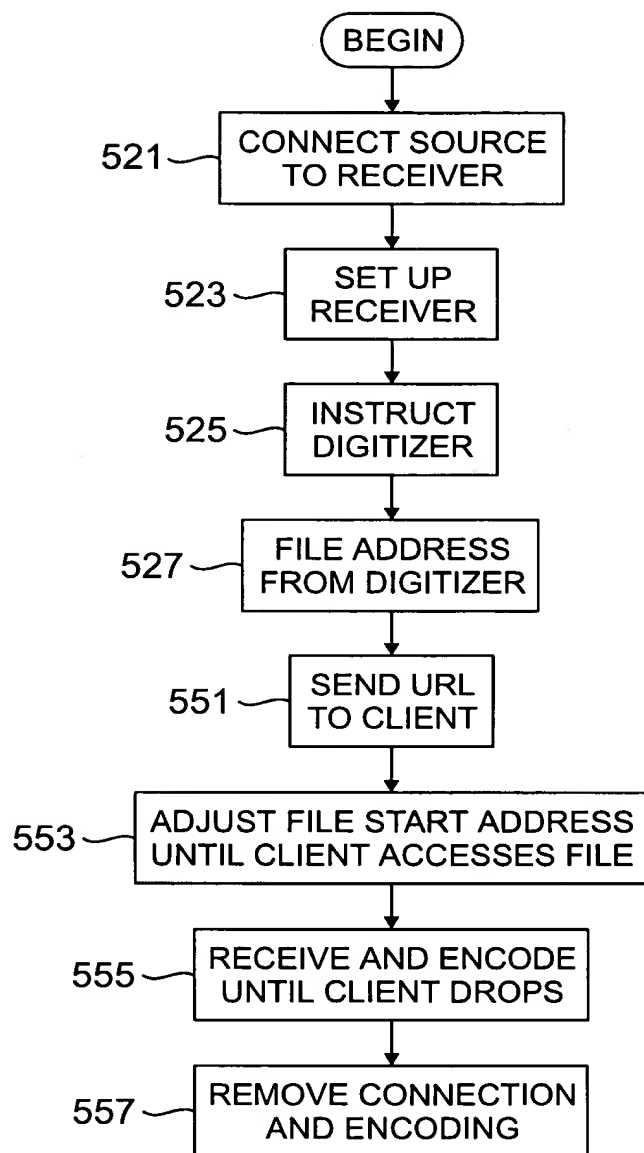 BEGIN
521
CONNECT SOURCE
TO RECEIVER
523
SET UP
RECEIVER
525
INSTRUCT
DIGITIZER
527
FILE ADDRESS
FROM DIGITIZER
551
SEND URL
TO CLIENT
553
ADJUST FILE START ADDRESS
UNTIL CLIENT ACCESSES FILE
555
RECEIVE AND ENCODE
UNTIL CLIENT DROPS
557
REMOVE CONNECTION
AND ENCODING